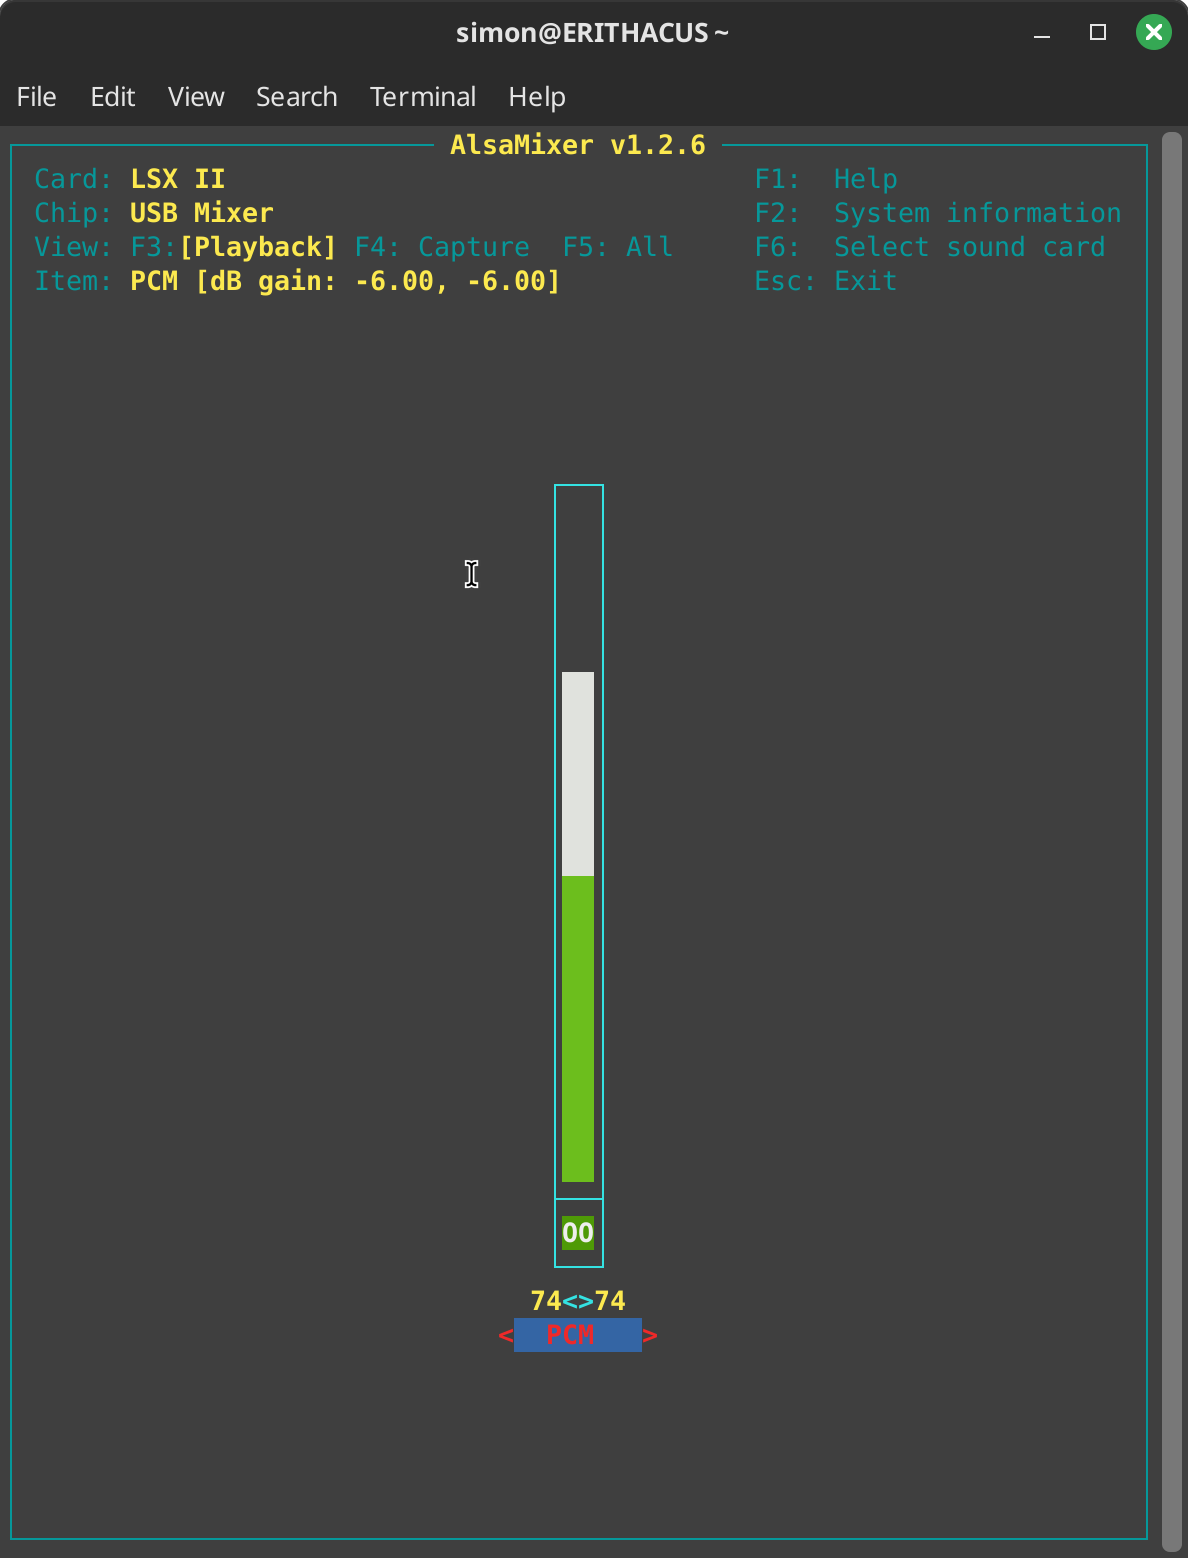 simon@ERITHACUS ~
File Edit View Search Terminal Help
AlsaMixer v1.2.6
Card: LSX II F1: Help
Chip: USB Mixer F2: System information
View: F3:[Playback] F4: Capture F5: All F6: Select sound card
Item: PCM [dB gain: -6.00, -6.00] Esc: Exit
OO
74<>74
< PCM >